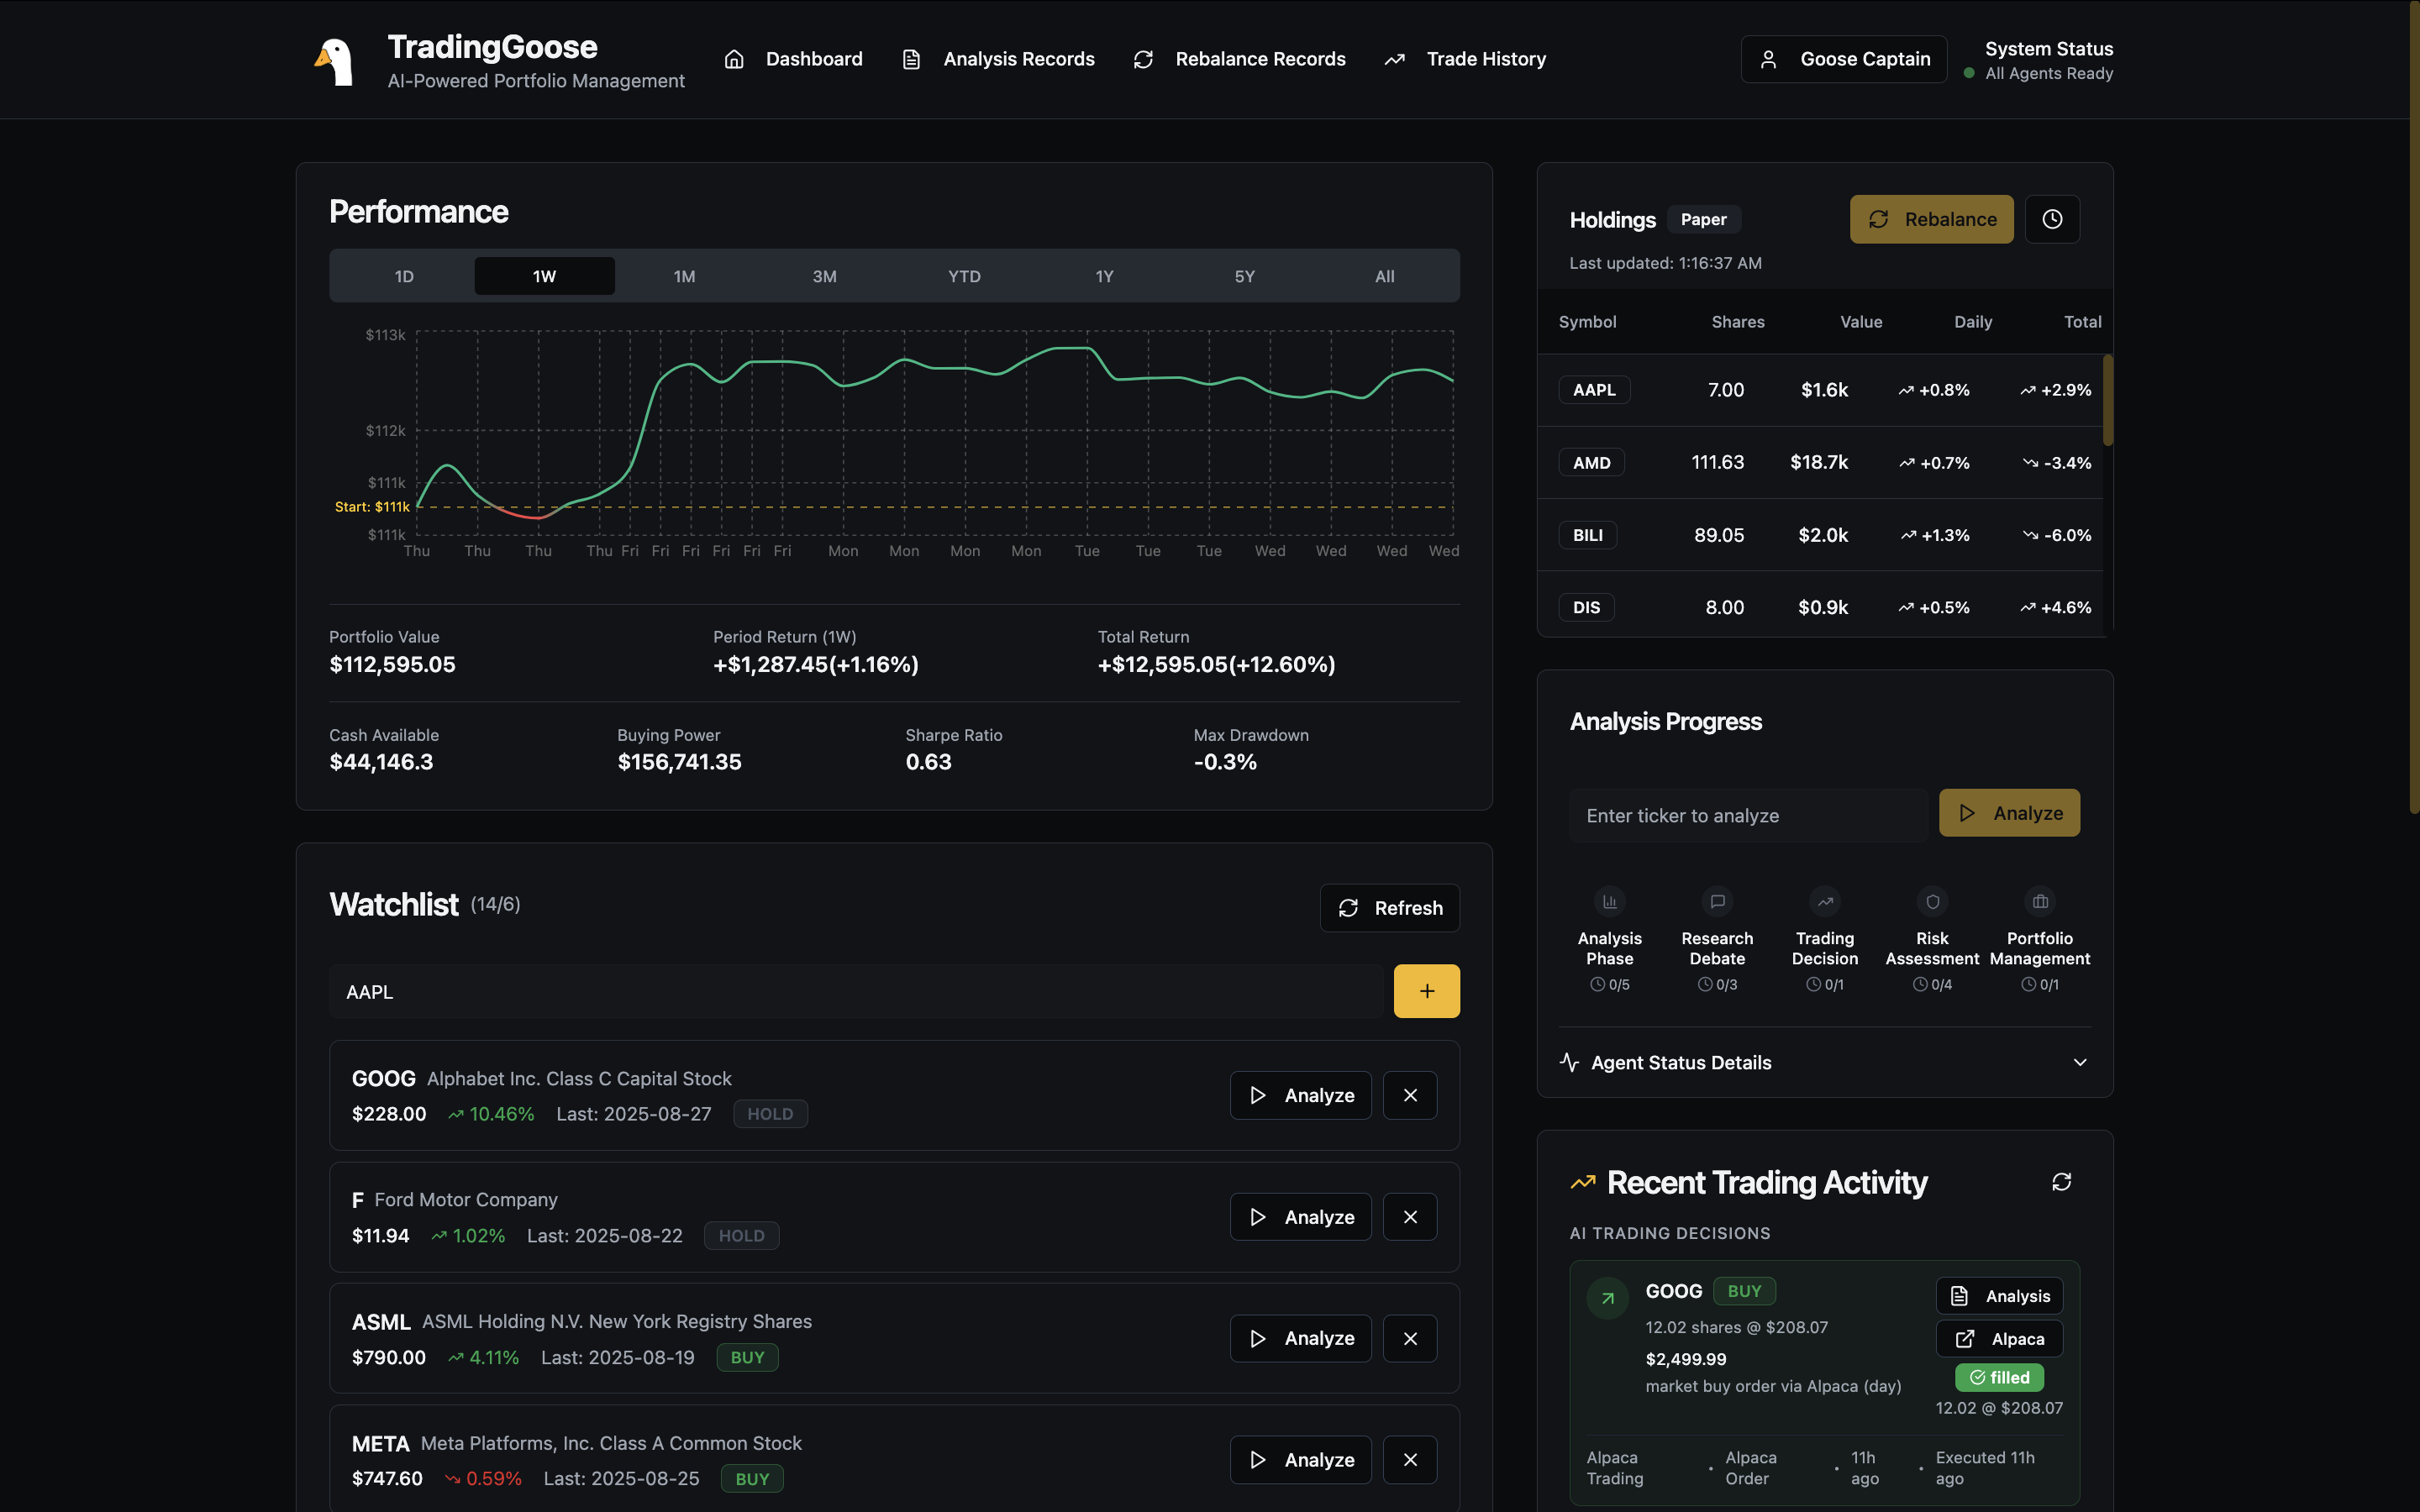 TradingGoose
AI-Powered Portfolio Management
Dashboard
Analysis Records
Rebalance Records
Trade History
Goose Captain
System Status
All Agents Ready
Performance
1D 1W 1M 3M YTD 1Y 5Y All
$113k
$112k
$111k
Start: $111k
$111k
Thu Thu Thu Thu Fri Fri Fri Fri Fri Fri Mon Mon Mon Mon Tue Tue Tue Wed Wed Wed Wed
Portfolio Value Period Return (1W) Total Return
$112,595.05 +$1,287.45(+1.16%) +$12,595.05(+12.60%)
Cash Available Buying Power Sharpe Ratio Max Drawdown
$44,146.3 $156,741.35 0.63 -0.3%
Watchlist (14/6)
Refresh
AAPL
GOOG Alphabet Inc. Class C Capital Stock
$228.00 10.46% Last: 2025-08-27 HOLD
Analyze
F Ford Motor Company
$11.94 1.02% Last: 2025-08-22 HOLD
Analyze
ASML ASML Holding N.V. New York Registry Shares
$790.00 4.11% Last: 2025-08-19 BUY
Analyze
META Meta Platforms, Inc. Class A Common Stock
$747.60 0.59% Last: 2025-08-25 BUY
Analyze
Holdings Paper
Rebalance
Last updated: 1:16:37 AM
Symbol Shares Value Daily Total
AAPL 7.00 $1.6k +0.8% +2.9%
AMD 111.63 $18.7k +0.7% -3.4%
BILI 89.05 $2.0k +1.3% -6.0%
DIS 8.00 $0.9k +0.5% +4.6%
Analysis Progress
Enter ticker to analyze
Analyze
Analysis Phase
0/5
Research Debate
0/3
Trading Decision
0/1
Risk Assessment
0/4
Portfolio Management
0/1
Agent Status Details
Recent Trading Activity
AI TRADING DECISIONS
GOOG BUY
12.02 shares @ $208.07
$2,499.99
market buy order via Alpaca (day)
Analysis
Alpaca
filled
12.02 @ $208.07
Alpaca Trading • Alpaca Order • 11h ago • Executed 11h ago